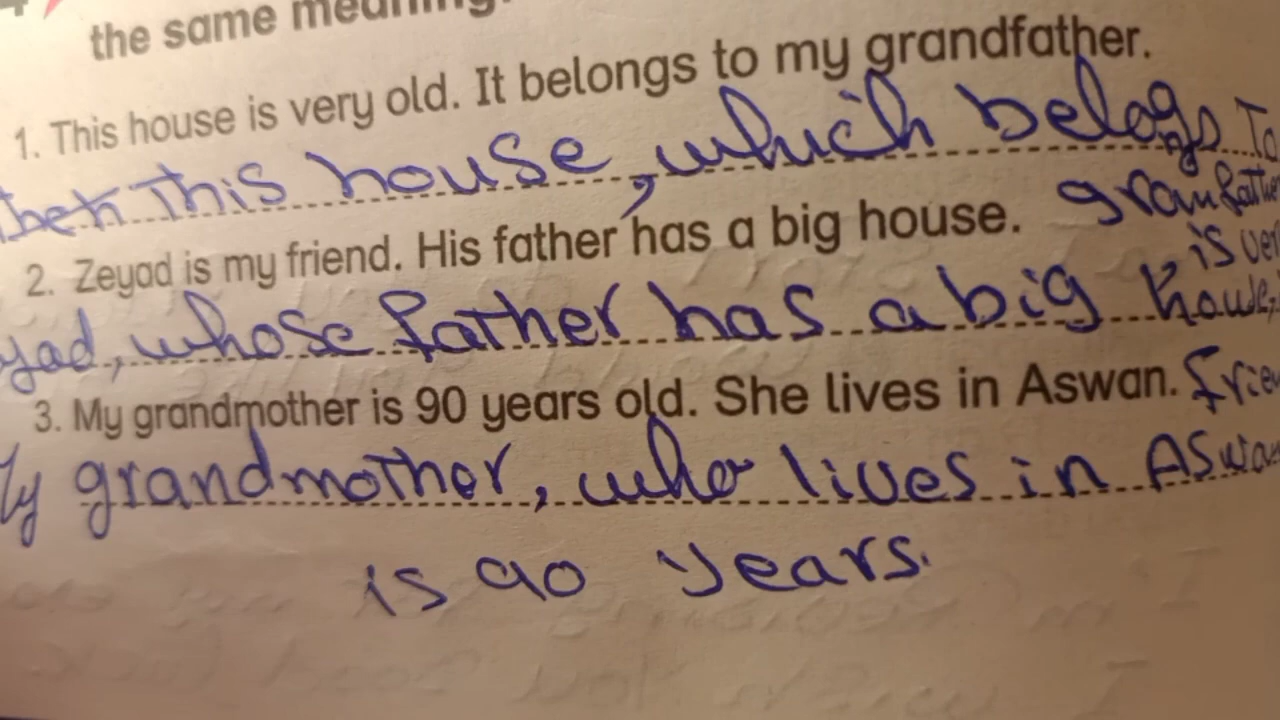 the same meaning.
1. This house is very old. It belongs to my grandfather.
This house, which belogs To
2. Zeyad is my friend. His father has a big house.
is
, whose father has a big
3. My grandmother is 90 years old. She lives in Aswan.
grandmother, who lives in
is 90 years.